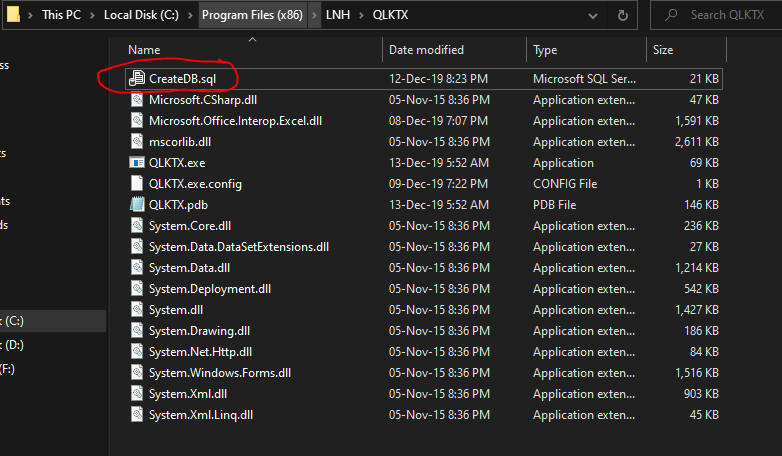 This PC > Local Disk (C:) > Program Files (x86) > LNH > QLKTX
Search QLKTX
Name Date modified Type Size
CreateDB.sql 12-Dec-19 8:23 PM Microsoft SQL Ser... 21 KB
ess Microsoft.CSharp.dll 05-Nov-15 8:36 PM Application exten... 47 KB
Microsoft.Office.Interop.Excel.dll 08-Dec-19 7:07 PM Application exten... 1,591 KB
mscorlib.dll 05-Nov-15 8:36 PM Application exten... 2,611 KB
ts QLKTX.exe 13-Dec-19 5:52 AM Application 69 KB
QLKTX.exe.config 09-Dec-19 7:22 PM CONFIG File 1 KB
nts QLKTX.pdb 13-Dec-19 5:52 AM PDB File 146 KB
ds System.Core.dll 05-Nov-15 8:36 PM Application exten... 236 KB
System.Data.DataSetExtensions.dll 05-Nov-15 8:36 PM Application exten... 27 KB
System.Data.dll 05-Nov-15 8:36 PM Application exten... 1,214 KB
System.Deployment.dll 05-Nov-15 8:36 PM Application exten... 542 KB
System.dll 05-Nov-15 8:36 PM Application exten... 1,427 KB
(C:) System.Drawing.dll 05-Nov-15 8:36 PM Application exten... 186 KB
(D:) System.Net.Http.dll 05-Nov-15 8:36 PM Application exten... 84 KB
(F:) System.Windows.Forms.dll 05-Nov-15 8:36 PM Application exten... 1,516 KB
System.Xml.dll 05-Nov-15 8:36 PM Application exten... 903 KB
System.Xml.Linq.dll 05-Nov-15 8:36 PM Application exten... 45 KB